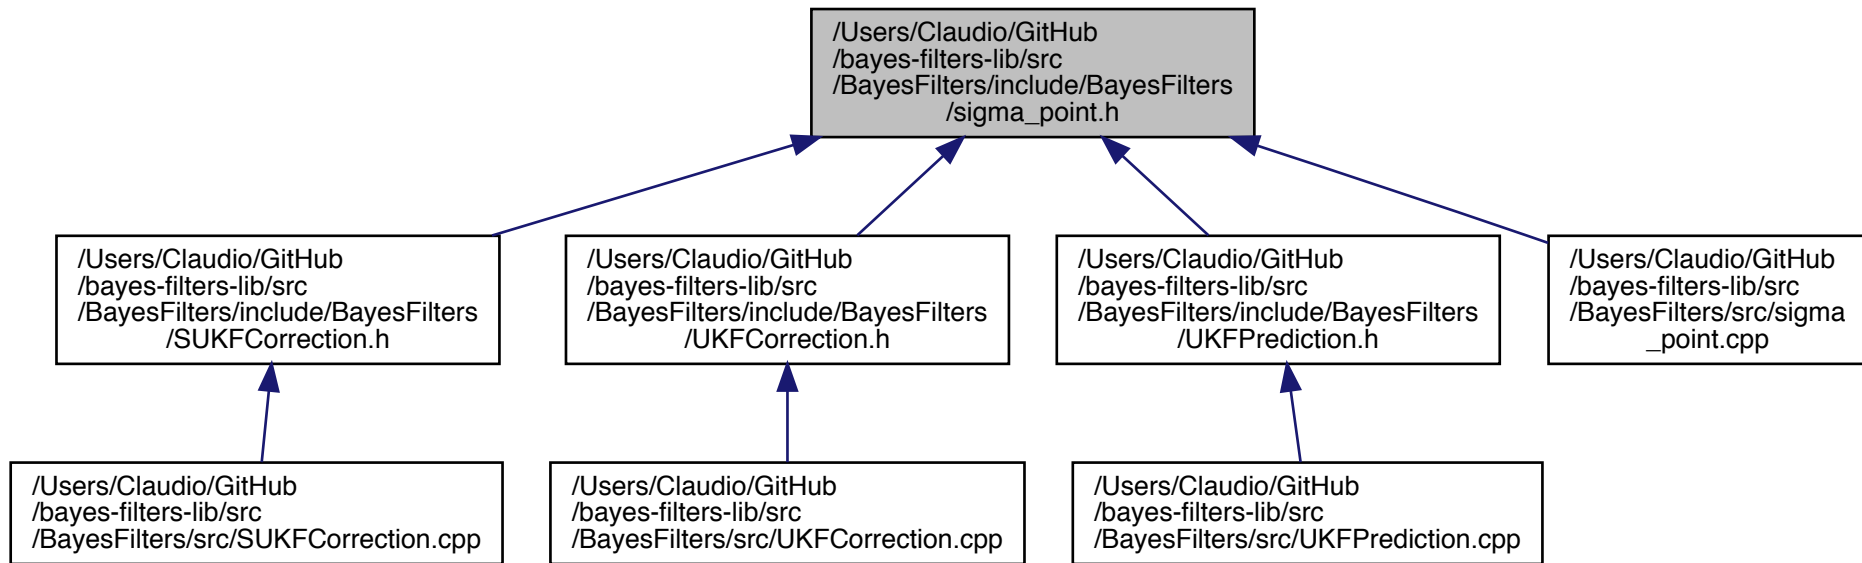 /Users/Claudio/GitHub
/bayes-filters-lib/src
/BayesFilters/include/BayesFilters
/sigma_point.h
/Users/Claudio/GitHub
/bayes-filters-lib/src
/BayesFilters/include/BayesFilters
/SUKFCorrection.h
/Users/Claudio/GitHub
/bayes-filters-lib/src
/BayesFilters/include/BayesFilters
/UKFCorrection.h
/Users/Claudio/GitHub
/bayes-filters-lib/src
/BayesFilters/include/BayesFilters
/UKFPrediction.h
/Users/Claudio/GitHub
/bayes-filters-lib/src
/BayesFilters/src/sigma
_point.cpp
/Users/Claudio/GitHub
/bayes-filters-lib/src
/BayesFilters/src/SUKFCorrection.cpp
/Users/Claudio/GitHub
/bayes-filters-lib/src
/BayesFilters/src/UKFCorrection.cpp
/Users/Claudio/GitHub
/bayes-filters-lib/src
/BayesFilters/src/UKFPrediction.cpp